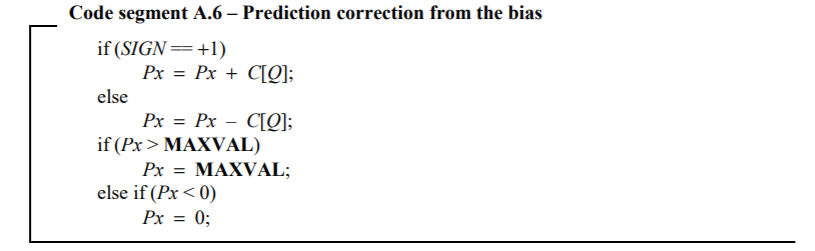 Code segment A.6 – Prediction correction from the bias
if (SIGN == +1)
Px = Px + C[Q];
else
Px = Px – C[Q];
if (Px > MAXVAL)
Px = MAXVAL;
else if (Px < 0)
Px = 0;